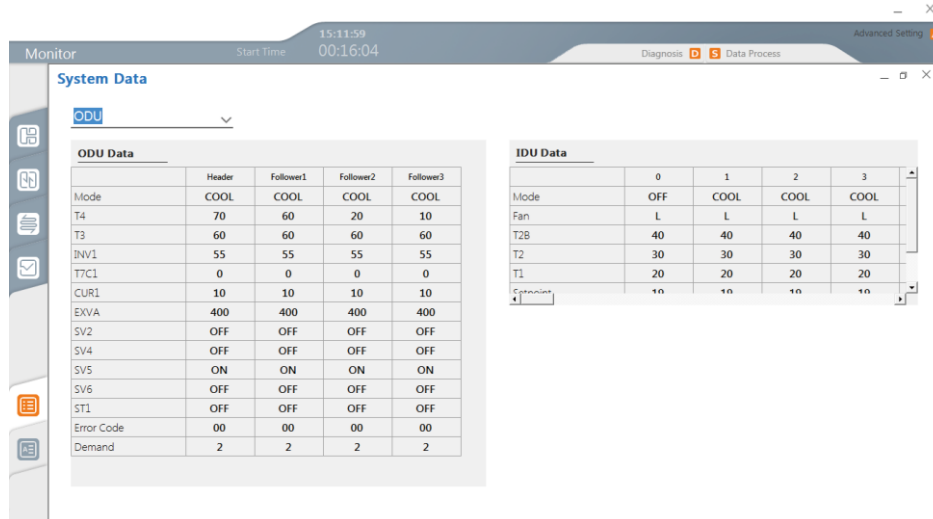 15:11:59
Advanced Setting
Monitor
Start Time 00:16:04
Diagnosis D S Data Process
System Data
ODU
ODU Data
Header Follower1 Follower2 Follower3
Mode COOL COOL COOL COOL
T4 70 60 20 10
T3 60 60 60 60
INV1 55 55 55 55
T7C1 0 0 0 0
CUR1 10 10 10 10
EXVA 400 400 400 400
SV2 OFF OFF OFF OFF
SV4 OFF OFF OFF OFF
SV5 ON ON ON ON
SV6 OFF OFF OFF OFF
ST1 OFF OFF OFF OFF
Error Code 00 00 00 00
Demand 2 2 2 2
IDU Data
0 1 2 3
Mode OFF COOL COOL COOL
Fan L L L L
T2B 40 40 40 40
T2 30 30 30 30
T1 20 20 20 20
Setpoint